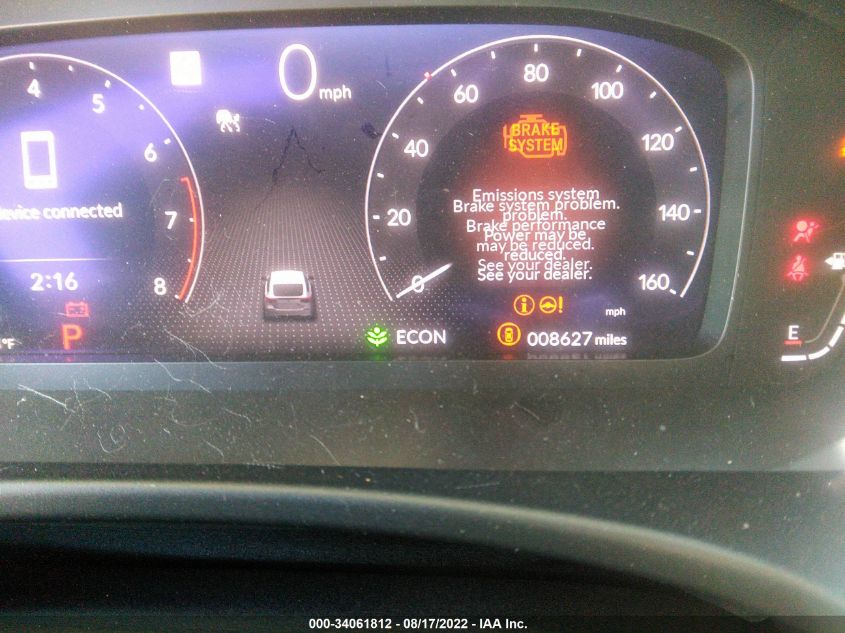 0 mph
4
5
6
7
8
device connected
2:16
°F
P
0
20
40
60
80
100
120
140
160
BRAKE
SYSTEM
Emissions system
Brake system problem.
problem.
Brake performance
Power may be
may be reduced.
reduced.
See your dealer.
See your dealer.
mph
ECON
008627 miles
E
000-34061812 - 08/17/2022 - IAA Inc.